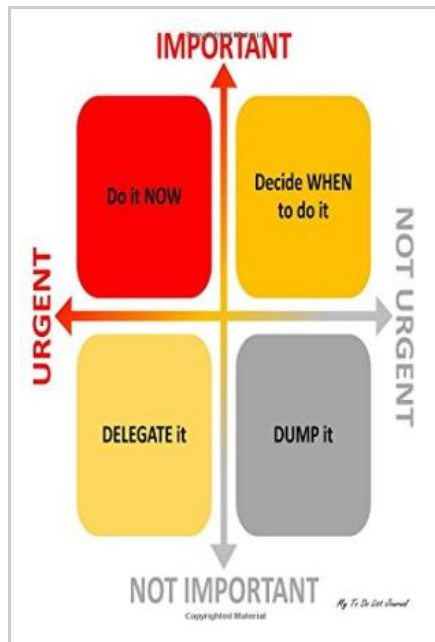 IMPORTANT
Do it NOW
Decide WHEN
to do it
URGENT
NOT URGENT
DELEGATE it
DUMP it
NOT IMPORTANT
My To Do List Journal
Copyrighted Material